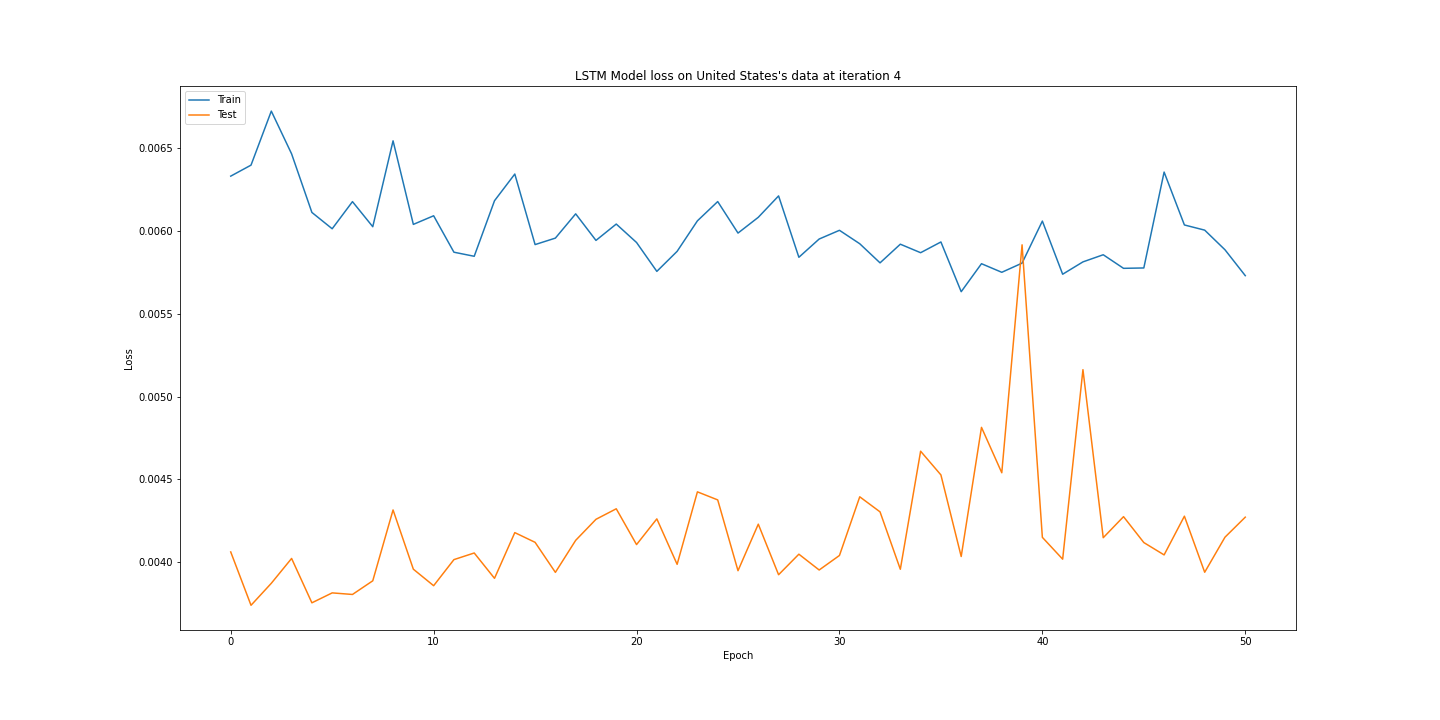 LSTM Model loss on United States's data at iteration 4
Train
Test
0.0065
0.0060
0.0055
0.0050
0.0045
0.0040
Loss
0 10 20 30 40 50
Epoch